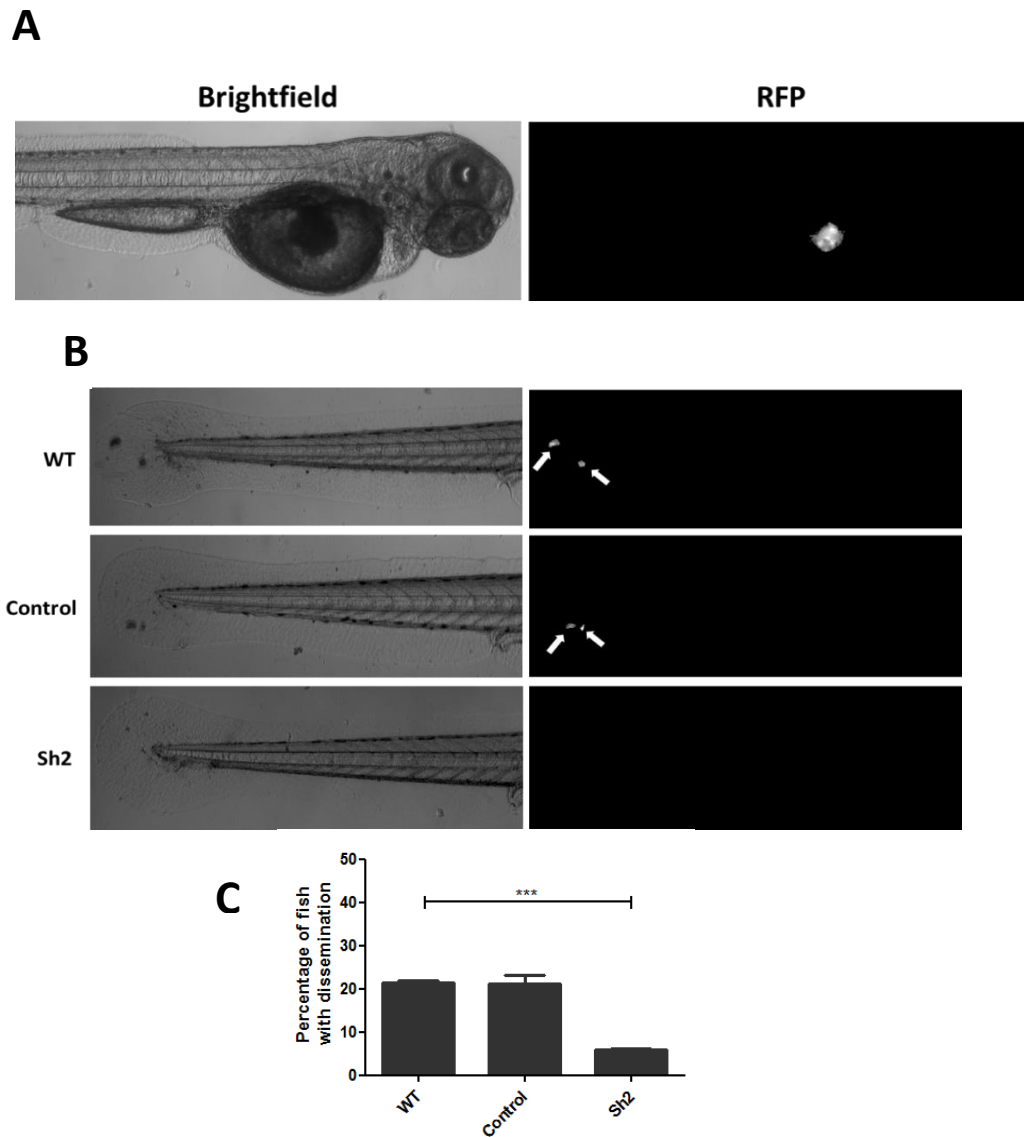 A
Brightfield
RFP
B
WT
Control
Sh2
C
Percentage of fish
with dissemination
50
40
30
20
10
0
***
WT
Control
Sh2